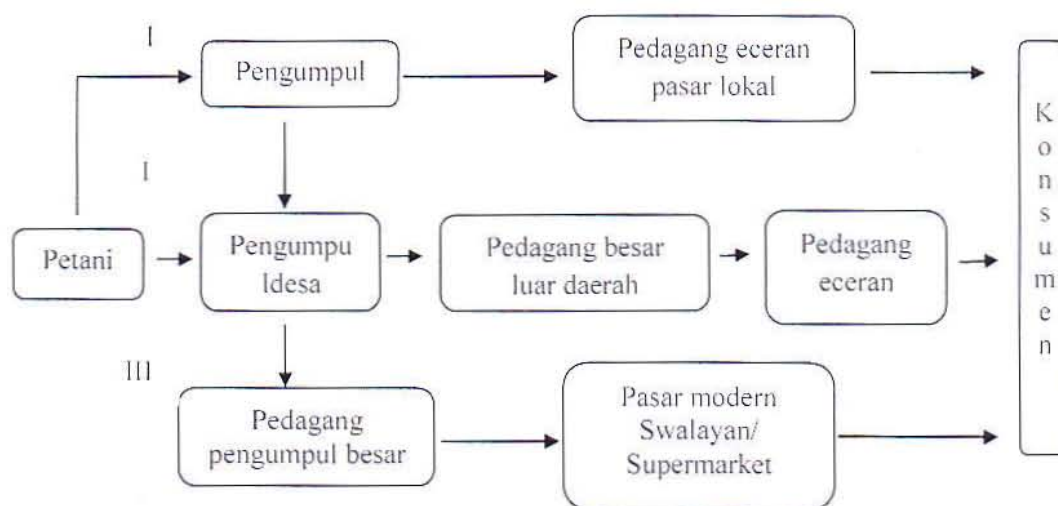 I
Pengumpul
Pedagang eceran
pasar lokal
I
Petani
Pengumpu
ldesa
Pedagang besar
luar daerah
Pedagang
eceran
III
Pedagang
pengumpul besar
Pasar modern
Swalayan/
Supermarket
K
o
n
s
u
m
e
n